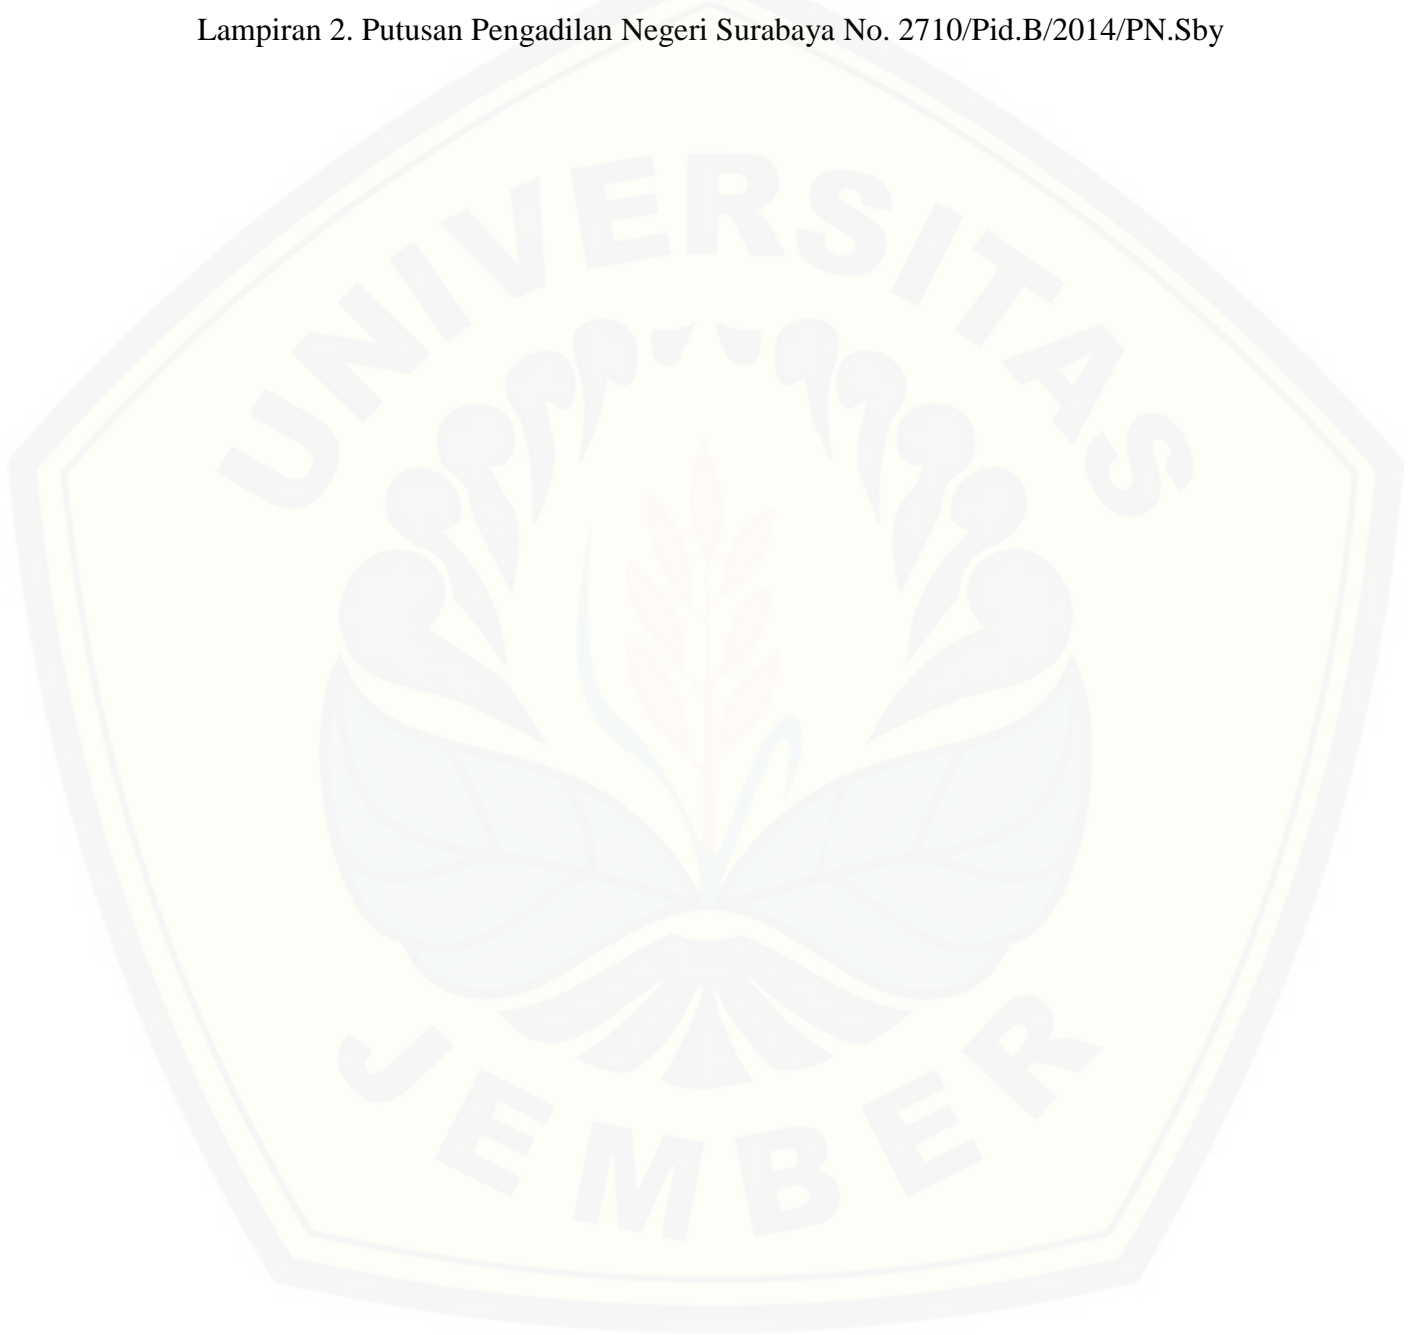 Lampiran 2. Putusan Pengadilan Negeri Surabaya No. 2710/Pid.B/2014/PN.Sby
UNIVERSITAS
JEMBER